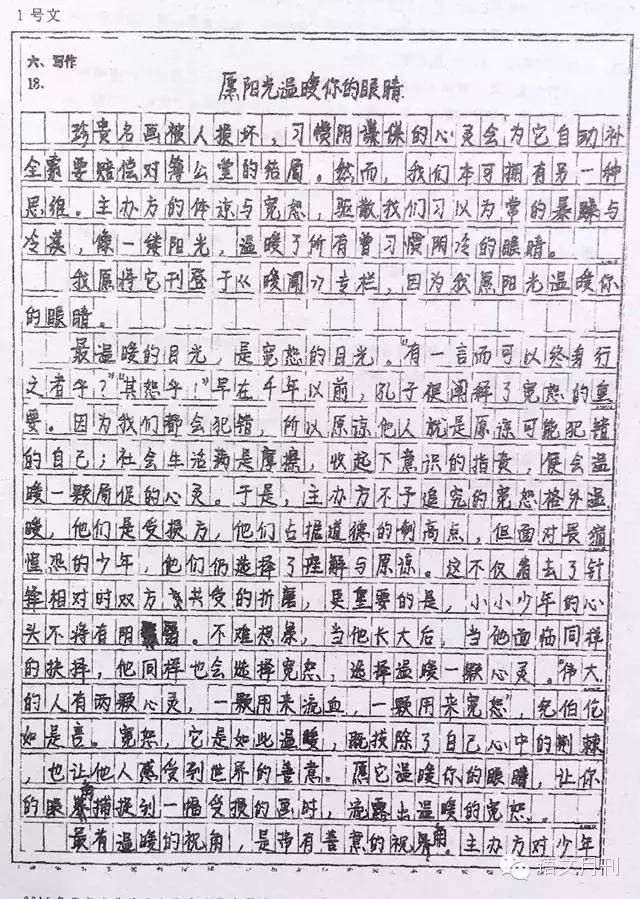 1号文
六、写作
18.
愿阳光温暖你的眼睛
珍贵名画被人损坏，习惯阴谋保的心灵会为它自动补
全索要赔偿对簿公堂的结局。然而，我们本可拥有另一种
思维。主办方的体谅与宽恕，驱散我们习以为常的暴躁与
冷漠，像一缕阳光，温暖了所有曾习惯阴冷的眼睛。
我愿将它刊登于《暖阁》专栏，因为我愿阳光温暖你
的眼睛。
最温暖的目光，是宽恕的目光。“有一言而可以终身行
之者乎？”“其恕乎！”早在千年以前，孔子便阐释了宽恕的重
要。因为我们都会犯错，所以原谅他人就是原谅可能犯错
的自己；社会生活满是摩擦，收起下意识的指责，便会温
暖一颗局促的心灵。于是，主办方不予追究的宽恕格外温
暖，他们是受损方，他们占据道德的制高点，但面对畏缩
惶恐的少年，他们仍选择了理解与原谅。这不仅省去了针
锋相对时双方共受的折磨，更重要的是，小小少年的心
头不将有阴。不难想象，当他长大后，当他面临同样
的抉择，他同样也会选择宽恕，选择温暖一颗心灵。“伟大
的人有两颗心灵，一颗用来流血，一颗用来宽恕”，纪伯伦
如是言。宽恕，它是如此温暖，既拔除了自己心中的荆棘
，也让他人感受到世界的善意。愿它温暖你的眼睛，让你
的眼角捕捉到一幅受损的画时，流露出温暖的宽恕。
最有温暖的视角，是带有善意的视角。主办方对少年
语文月刊